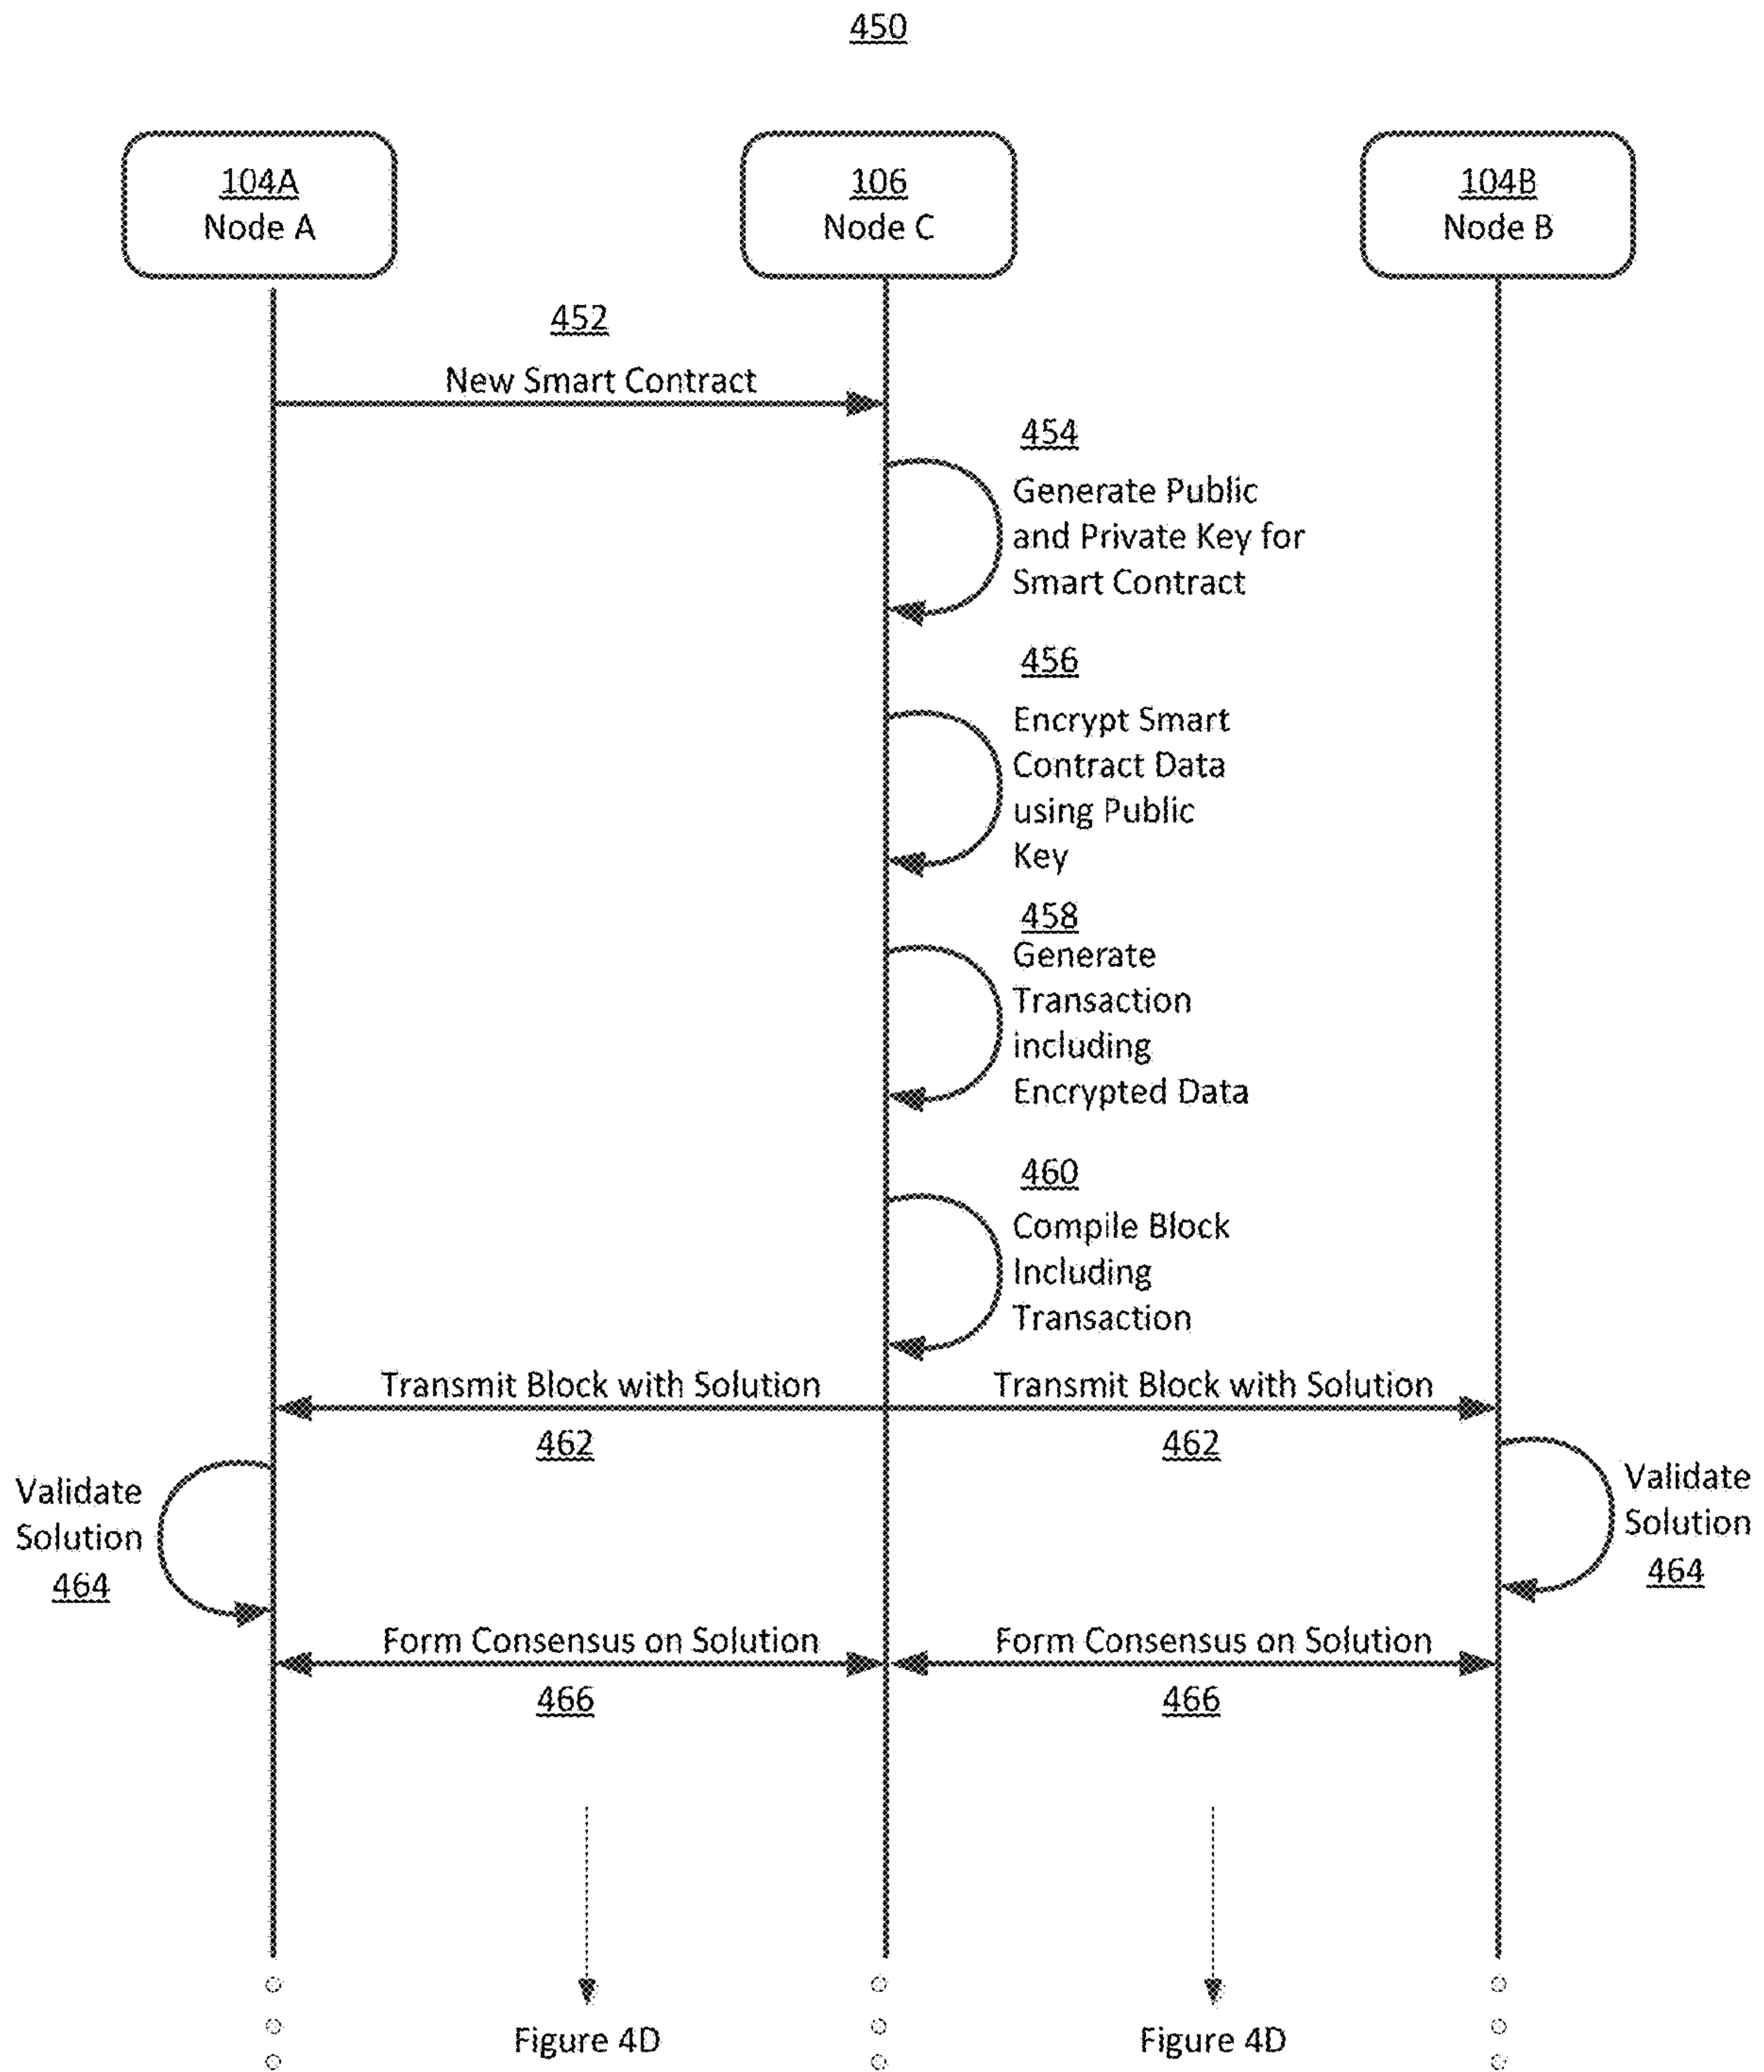 450
104A
Node A
106
Node C
104B
Node B
452
New Smart Contract
454
Generate Public
and Private Key for
Smart Contract
456
Encrypt Smart
Contract Data
using Public
Key
458
Generate
Transaction
including
Encrypted Data
460
Compile Block
Including
Transaction
Transmit Block with Solution
462
Transmit Block with Solution
462
Validate
Solution
464
Validate
Solution
464
Form Consensus on Solution
466
Form Consensus on Solution
466
Figure 4D
Figure 4D